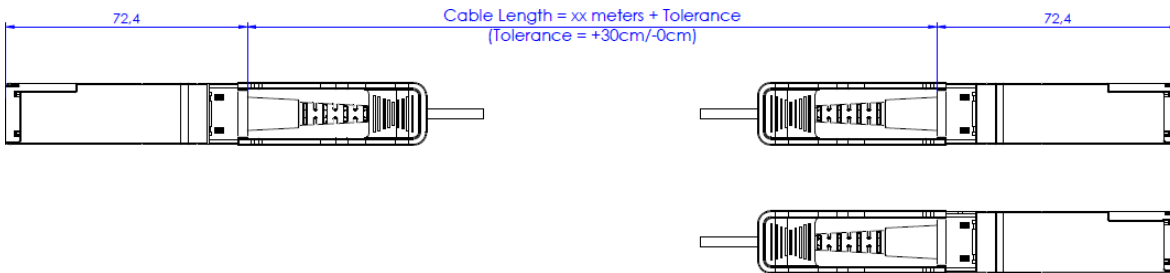 72,4
Cable Length = xx meters + Tolerance
(Tolerance = +30cm/-0cm)
72,4